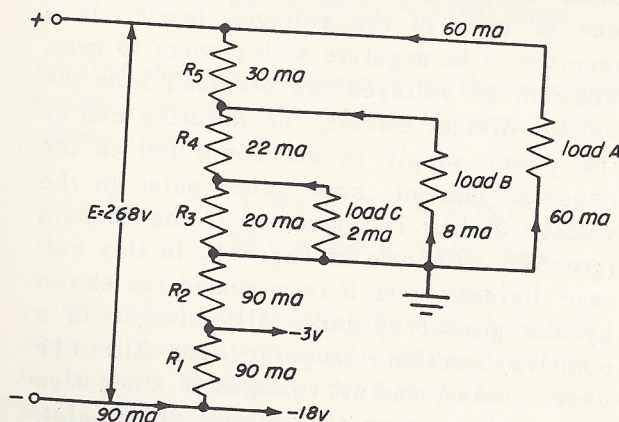 +
60 ma
R5
30 ma
R4
22 ma
load B
load A
E=268v
R3
20 ma
load C
2 ma
8 ma
60 ma
R2
90 ma
-3v
R1
90 ma
-
90 ma
-18v